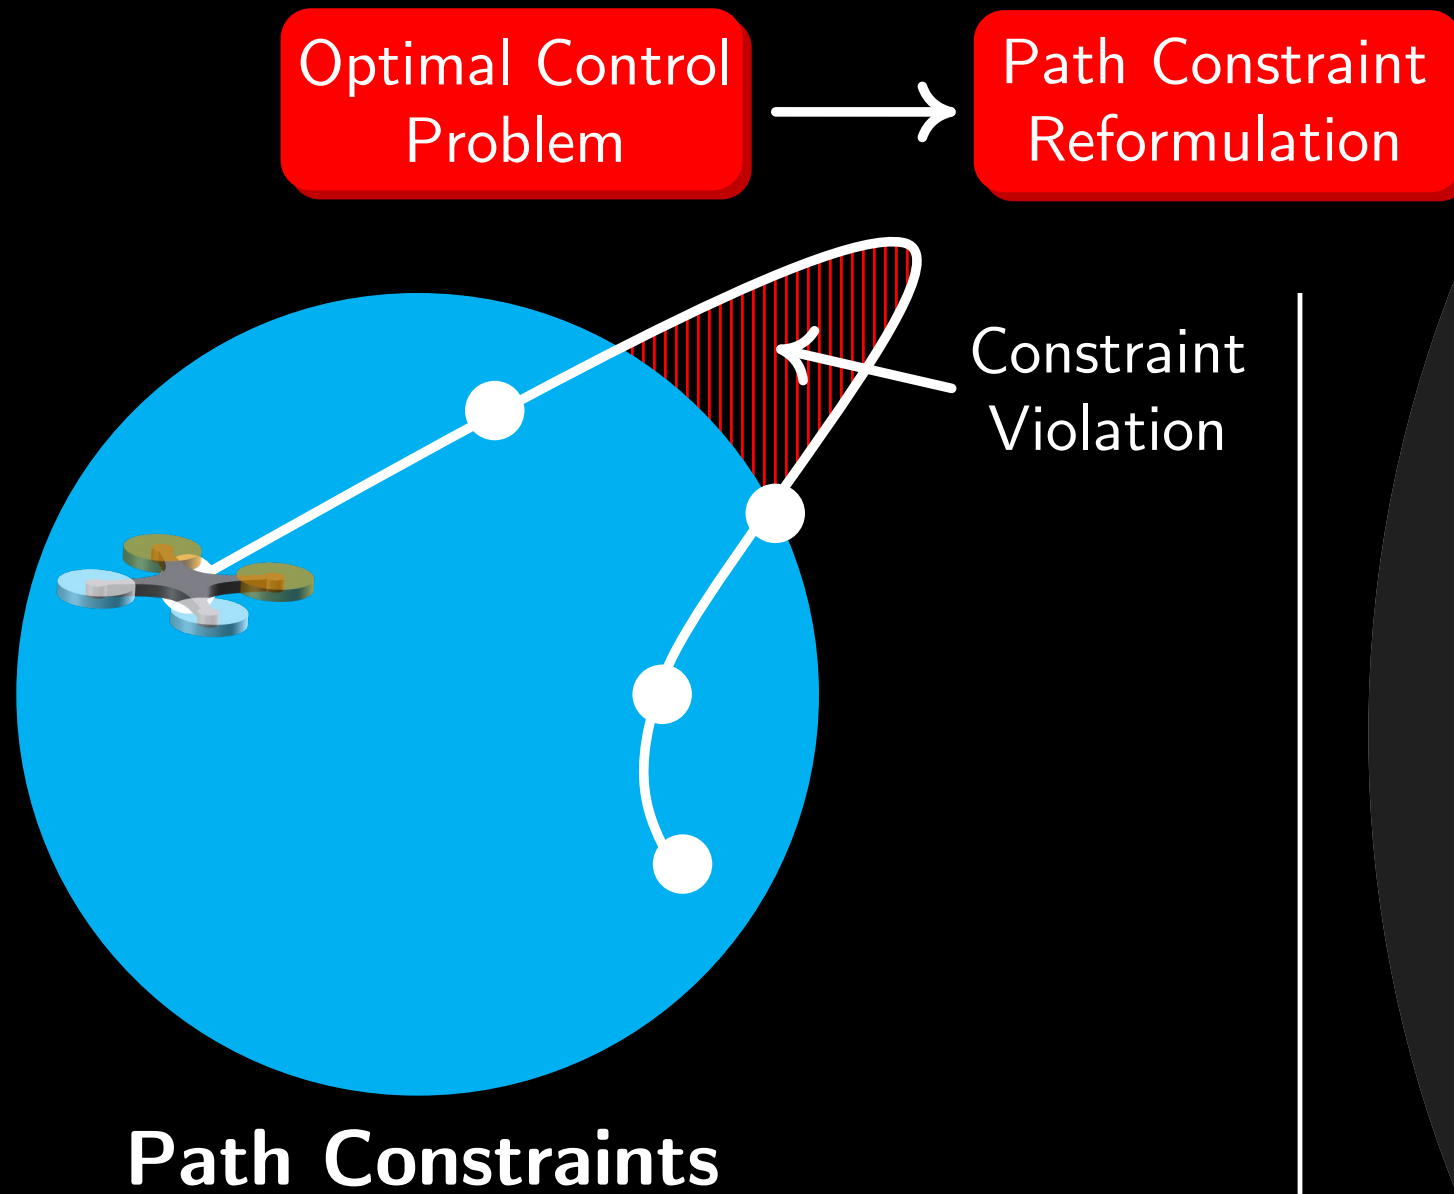 Optimal Control
Problem
Path Constraint
Reformulation
Constraint
Violation
Path Constraints